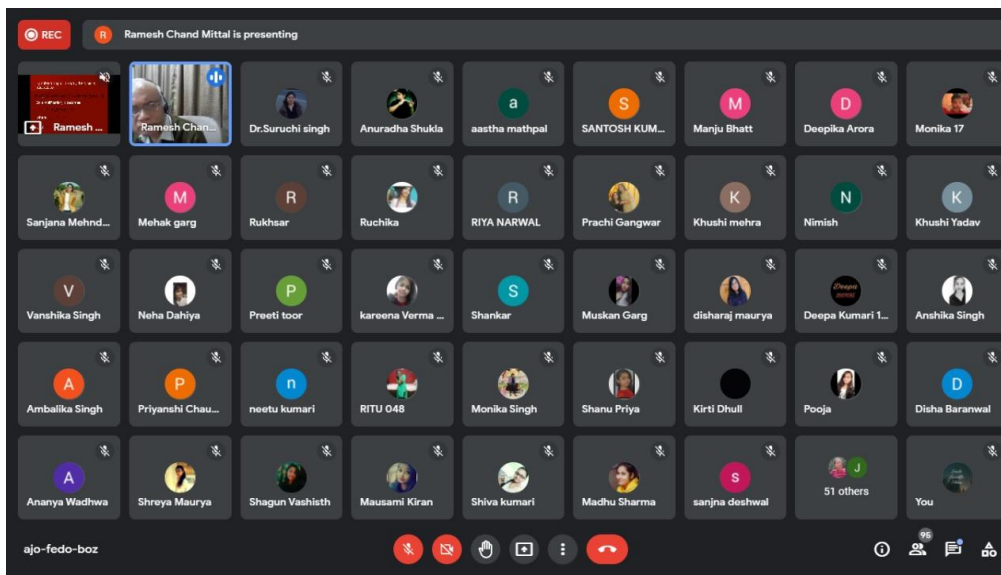 REC
R
Ramesh Chand Mittal is presenting
Ramesh ...
Ramesh Chan...
Dr.Suruchi singh
Anuradha Shukla
a
aastha mathpal
S
SANTOSH KUM...
M
Manju Bhatt
D
Deepika Arora
Monika 17
Sanjana Mehnd...
M
Mehak garg
R
Rukhsar
Ruchika
R
RIYA NARWAL
Prachi Gangwar
K
Khushi mehra
N
Nimish
K
Khushi Yadav
V
Vanshika Singh
Neha Dahiya
P
Preeti toor
kareena Verma ...
S
Shankar
Muskan Garg
disharaj maurya
Deepa
Deepa Kumari 1...
Anshika Singh
A
Ambalika Singh
P
Priyanshi Chau...
n
neetu kumari
RITU 048
Monika Singh
Shanu Priya
Kirti Dhull
Pooja
D
Disha Baranwal
A
Ananya Wadhwa
Shreya Maurya
Shagun Vashisth
Mausami Kiran
Shiva kumari
Madhu Sharma
s
sanjna deshwal
J
51 others
You
ajo-fedo-boz
95